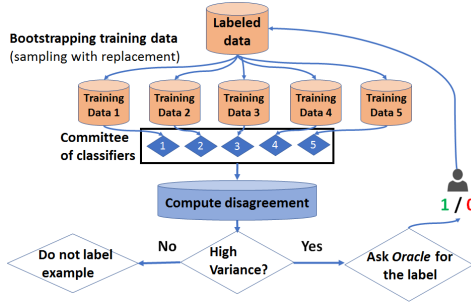 Labeled
data
Bootstrapping training data
(sampling with replacement)
Training
Data 1
Training
Data 2
Training
Data 3
Training
Data 4
Training
Data 5
Committee
of classifiers
1
2
3
4
5
Compute disagreement
1 / 0
No
High
Variance?
Yes
Do not label
example
Ask Oracle for
the label